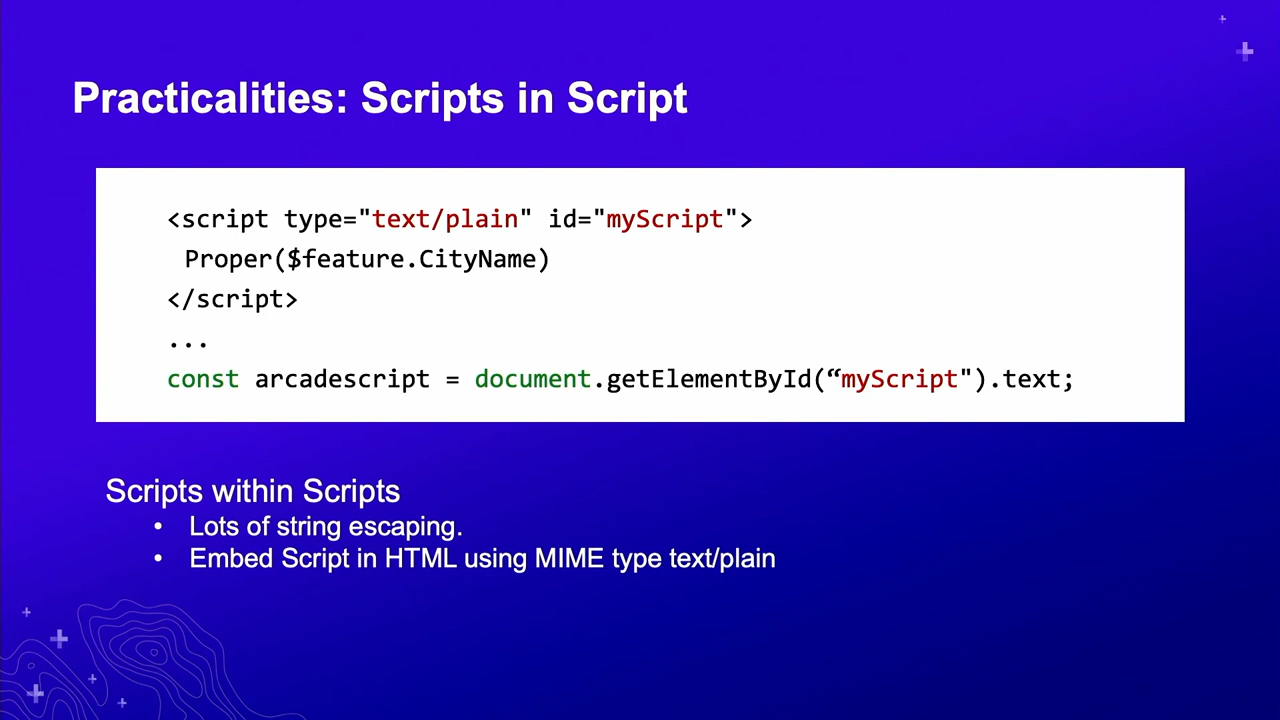 Practicalities: Scripts in Script
<script type="text/plain" id="myScript">
Proper($feature.CityName)
</script>
...
const arcadescript = document.getElementById(“myScript").text;
Scripts within Scripts
• Lots of string escaping.
• Embed Script in HTML using MIME type text/plain